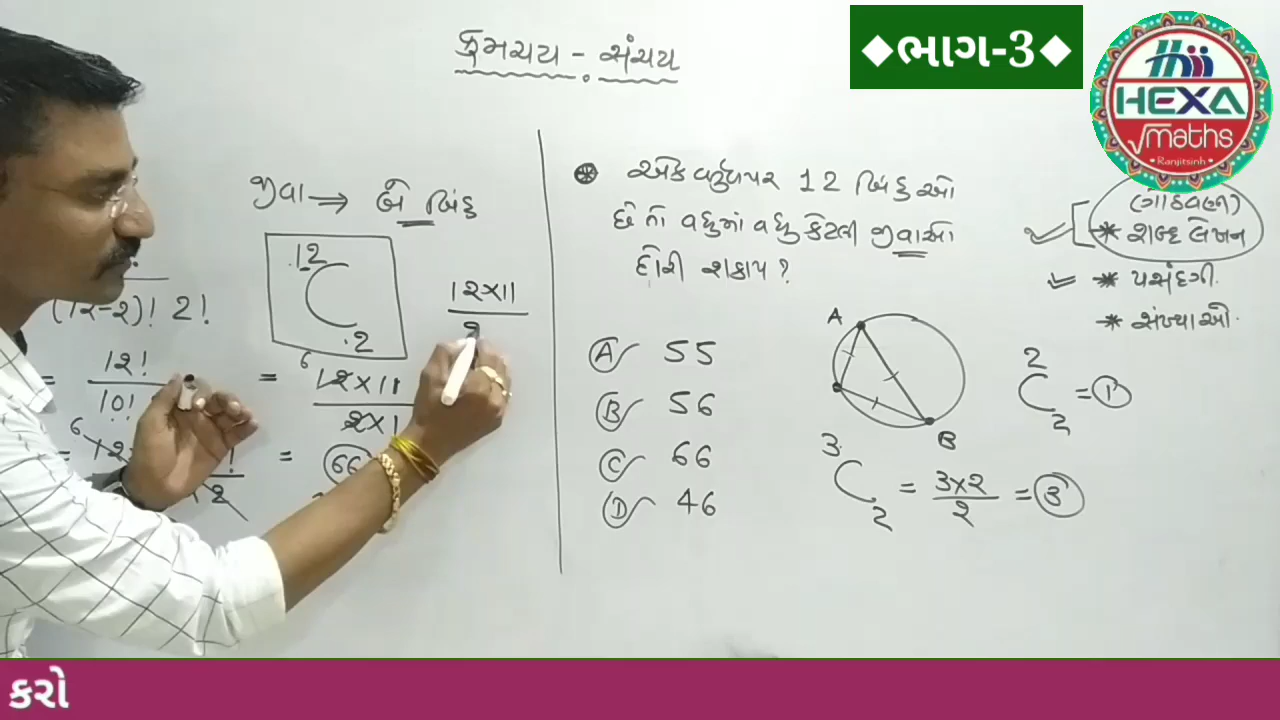 ક્રમચય - સંચય
◆ભાગ-3◆
HEXA
√maths
Ranjitsinh
જીવા → બે બિંદુ
12
C
2
(12-2)! 2!
= 12!
10!
= 6 12 × 11
2 × 1
= 66
12×11
2
એક વર્તુળ પર 12 બિંદુઓ
છે તો વધુમાં વધુ કેટલી જીવાઓ
દોરી શકાય ?
A 55
B 56
C 66
D 46
(ગોઠવણ)
* શબ્દ લેખન
* પસંદગી
* સંખ્યાઓ.
A
B
2
C = 1
2
3
C = 3×2 = 3
2 2
કરો